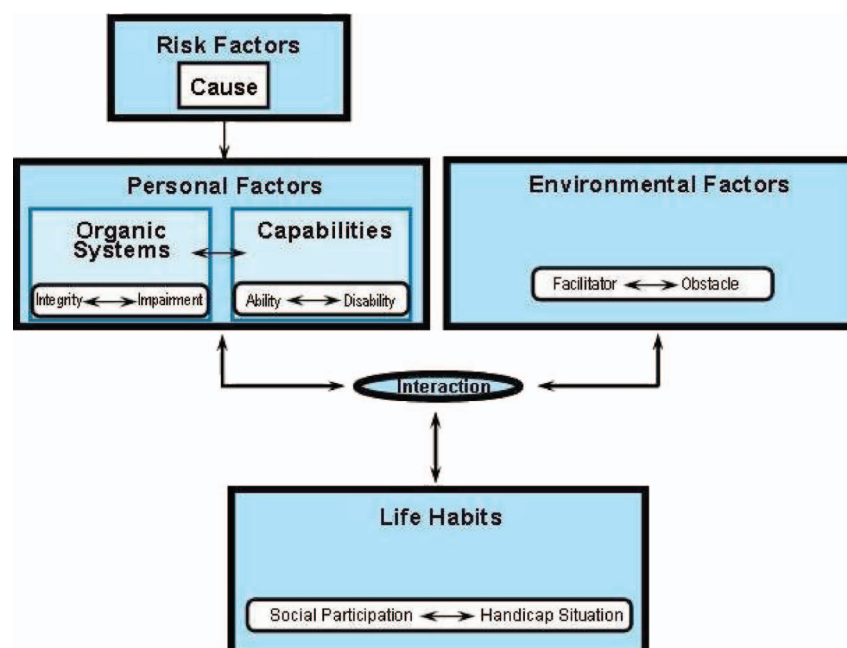 Risk Factors
Cause
Personal Factors
Organic
Systems
Capabilities
Integrity
Impairment
Ability
Disability
Environmental Factors
Facilitator
Obstacle
Interaction
Life Habits
Social Participation
Handicap Situation